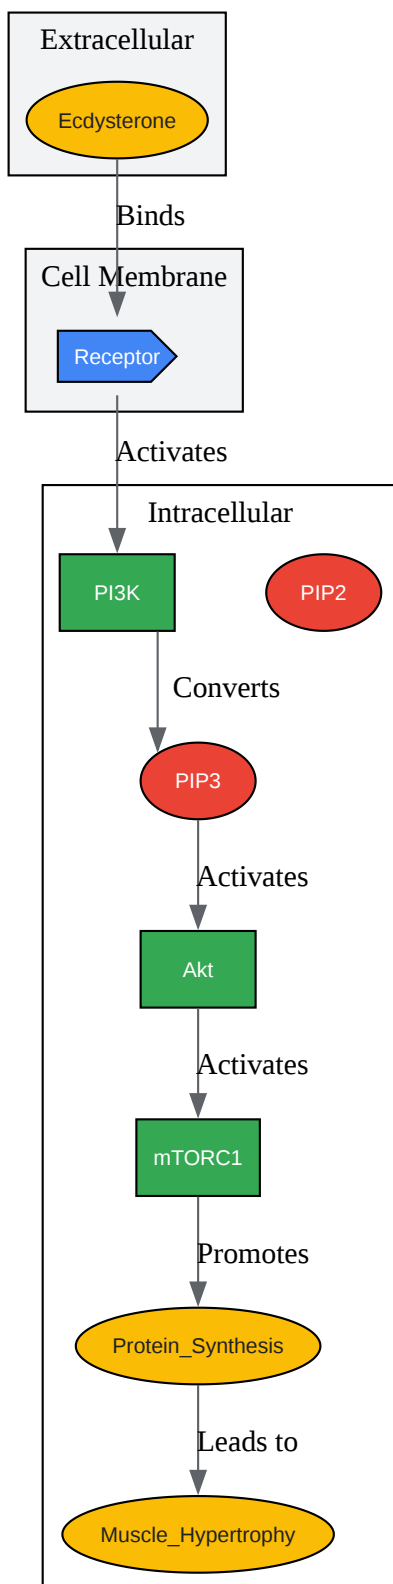 Extracellular
Ecdysterone
Binds
Cell Membrane
Receptor
Activates
Intracellular
PI3K
PIP2
Converts
PIP3
Activates
Akt
Activates
mTORC1
Promotes
Protein_Synthesis
Leads to
Muscle_Hypertrophy